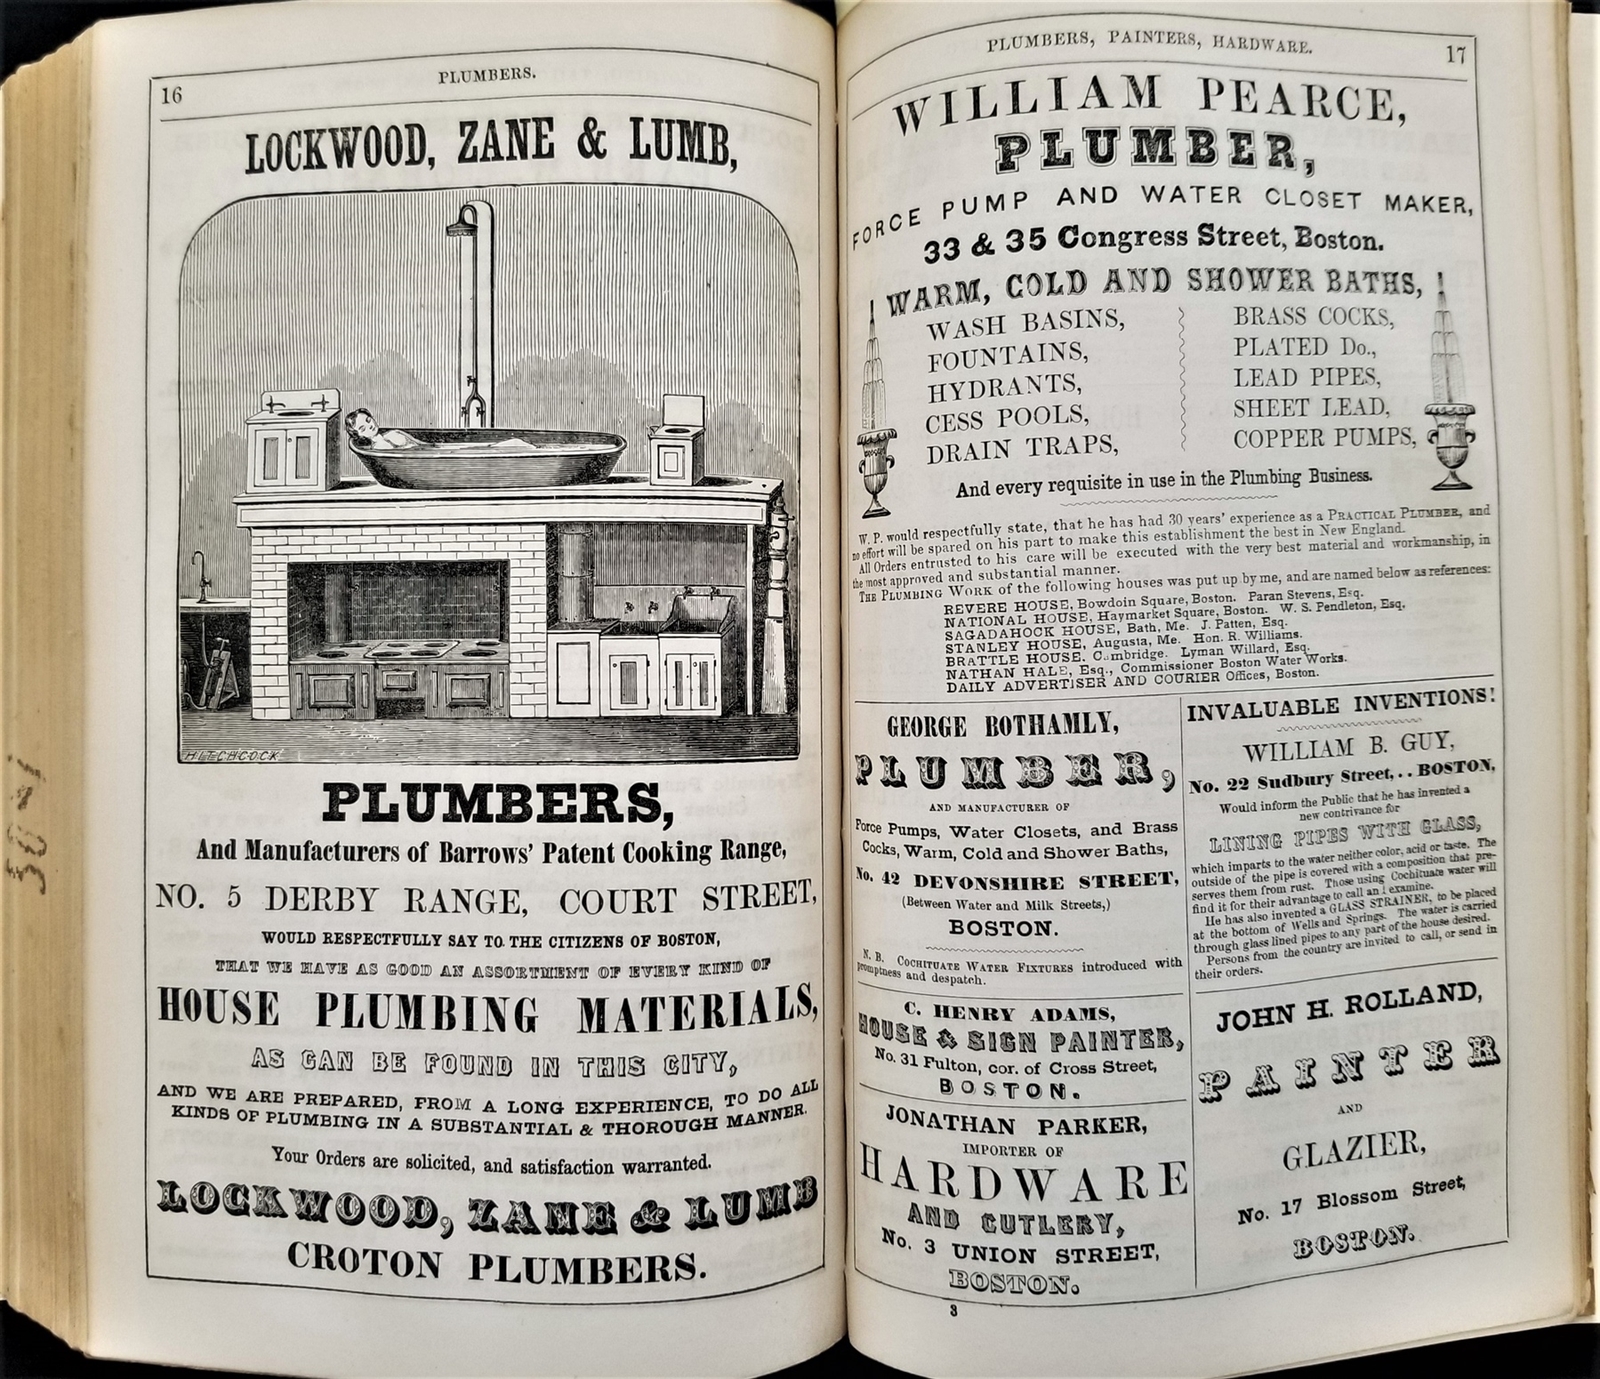 16
PLUMBERS.
LOCKWOOD, ZANE & LUMB,
HITCHCOCK
PLUMBERS,
And Manufacturers of Barrows' Patent Cooking Range,
NO. 5 DERBY RANGE, COURT STREET,
WOULD RESPECTFULLY SAY TO THE CITIZENS OF BOSTON,
THAT WE HAVE AS GOOD AN ASSORTMENT OF EVERY KIND OF
HOUSE PLUMBING MATERIALS,
AS CAN BE FOUND IN THIS CITY,
AND WE ARE PREPARED, FROM A LONG EXPERIENCE, TO DO ALL
KINDS OF PLUMBING IN A SUBSTANTIAL & THOROUGH MANNER.
Your Orders are solicited, and satisfaction warranted.
LOCKWOOD, ZANE & LUMB
CROTON PLUMBERS.
PLUMBERS, PAINTERS, HARDWARE.
17
WILLIAM PEARCE,
PLUMBER,
FORCE PUMP AND WATER CLOSET MAKER,
33 & 35 Congress Street, Boston.
WARM, COLD AND SHOWER BATHS,
WASH BASINS,
FOUNTAINS,
HYDRANTS,
CESS POOLS,
DRAIN TRAPS,
BRASS COCKS,
PLATED Do.,
LEAD PIPES,
SHEET LEAD,
COPPER PUMPS,
And every requisite in use in the Plumbing Business.
W. P. would respectfully state, that he has had 30 years' experience as a PRACTICAL PLUMBER, and
no effort will be spared on his part to make this establishment the best in New England.
All Orders entrusted to his care will be executed with the very best material and workmanship, in
the most approved and substantial manner.
THE PLUMBING WORK of the following houses was put up by me, and are named below as references:
REVERE HOUSE, Bowdoin Square, Boston. Paran Stevens, Esq.
NATIONAL HOUSE, Haymarket Square, Boston. W. S. Pendleton, Esq.
SAGADAHOCK HOUSE, Bath, Me. J. Patten, Esq.
STANLEY HOUSE, Augusta, Me. Hon. R. Williams.
BRATTLE HOUSE. Cambridge. Lyman Willard, Esq.
NATHAN HALE, Esq., Commissioner Boston Water Works.
DAILY ADVERTISER AND COURIER Offices, Boston.
GEORGE BOTHAMLY,
PLUMBER,
AND MANUFACTURER OF
Force Pumps, Water Closets, and Brass
Cocks, Warm, Cold and Shower Baths,
No. 42 DEVONSHIRE STREET,
(Between Water and Milk Streets,)
BOSTON.
N. B. COCHITUATE WATER FIXTURES introduced with
promptness and despatch.
C. HENRY ADAMS,
HOUSE & SIGN PAINTER,
No. 31 Fulton, cor. of Cross Street,
BOSTON.
JONATHAN PARKER,
IMPORTER OF
HARDWARE
AND CUTLERY,
No. 3 UNION STREET,
BOSTON.
3
INVALUABLE INVENTIONS!
WILLIAM B. GUY,
No. 22 Sudbury Street, . . BOSTON,
Would inform the Public that he has invented a
new contrivance for
LINING PIPES WITH GLASS,
which imparts to the water neither color, acid or taste. The
outside of the pipe is covered with a composition that pre-
serves them from rust. Those using Cochituate water will
find it for their advantage to call and examine.
He has also invented a GLASS STRAINER, to be placed
at the bottom of Wells and Springs. The water is carried
through glass lined pipes to any part of the house desired.
Persons from the country are invited to call, or send in
their orders.
JOHN H. ROLLAND,
PAINTER
AND
GLAZIER,
No. 17 Blossom Street,
BOSTON.